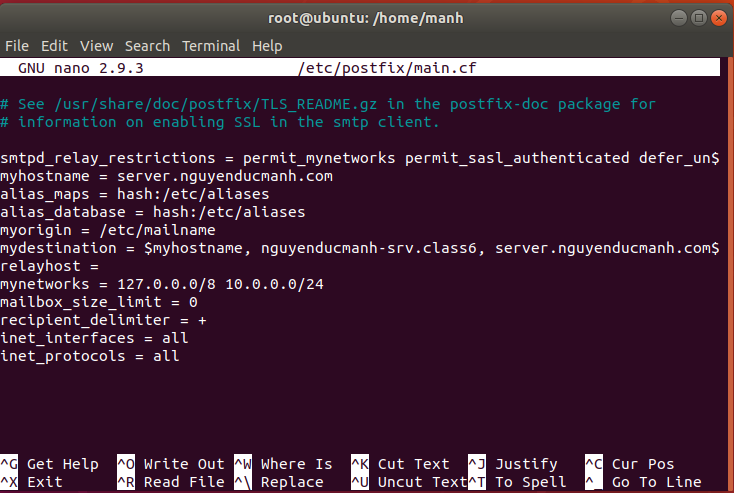 root@ubuntu: /home/manh
File Edit View Search Terminal Help
GNU nano 2.9.3 /etc/postfix/main.cf
# See /usr/share/doc/postfix/TLS_README.gz in the postfix-doc package for
# information on enabling SSL in the smtp client.
smtpd_relay_restrictions = permit_mynetworks permit_sasl_authenticated defer_un$
myhostname = server.nguyenducmanh.com
alias_maps = hash:/etc/aliases
alias_database = hash:/etc/aliases
myorigin = /etc/mailname
mydestination = $myhostname, nguyenducmanh-srv.class6, server.nguyenducmanh.com$
relayhost =
mynetworks = 127.0.0.0/8 10.0.0.0/24
mailbox_size_limit = 0
recipient_delimiter = +
inet_interfaces = all
inet_protocols = all
^G Get Help ^O Write Out ^W Where Is ^K Cut Text ^J Justify ^C Cur Pos
^X Exit ^R Read File ^\ Replace ^U Uncut Text ^T To Spell ^_ Go To Line